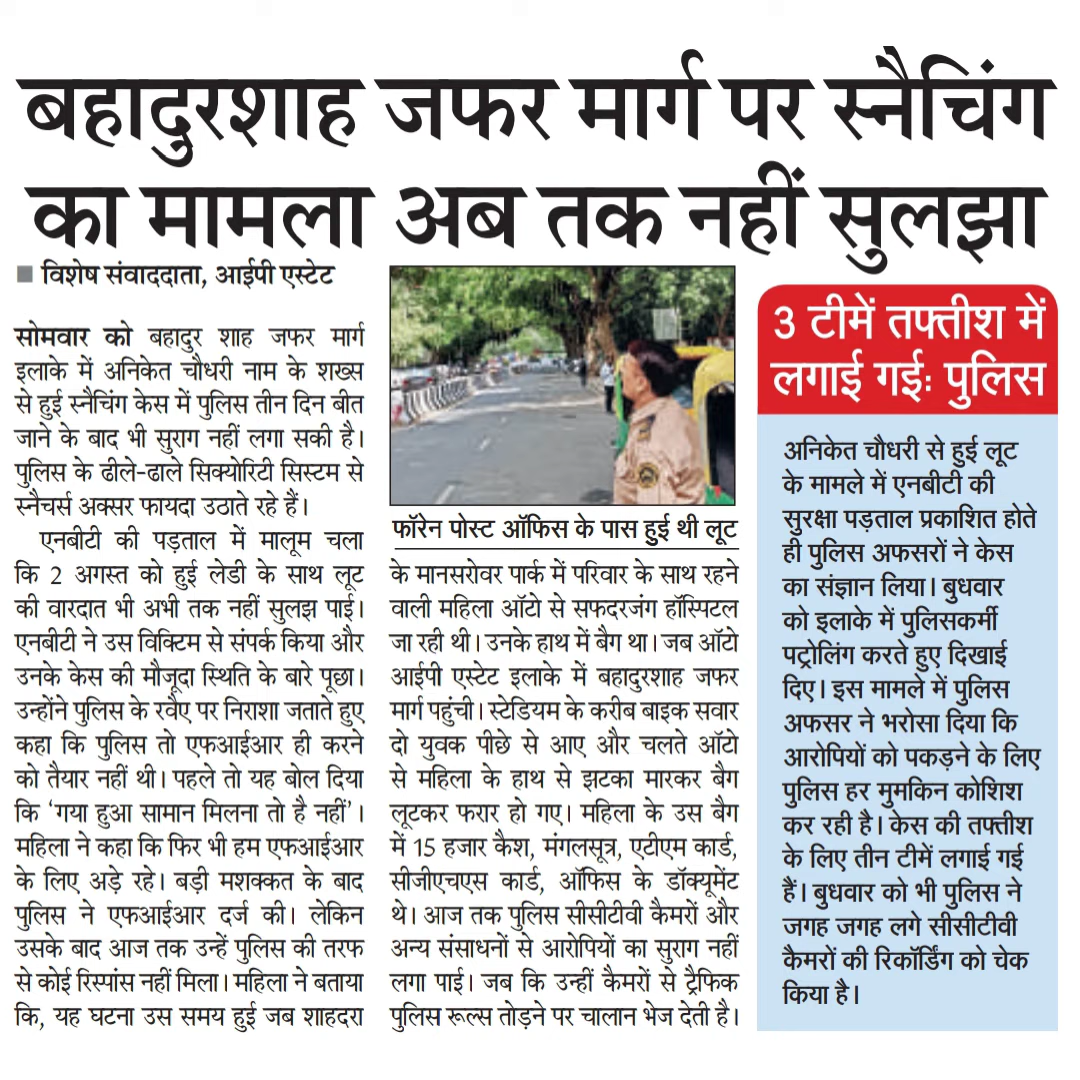 बहादुरशाह जफर मार्ग पर स्नैचिंग
का मामला अब तक नहीं सुलझा
■ विशेष संवाददाता, आईपी एस्टेट
सोमवार को बहादुर शाह जफर मार्ग
इलाके में अनिकेत चौधरी नाम के शख्स
से हुई स्नैचिंग केस में पुलिस तीन दिन बीत
जाने के बाद भी सुराग नहीं लगा सकी है।
पुलिस के ढीले-ढाले सिक्योरिटी सिस्टम से
स्नैचर्स अक्सर फायदा उठाते रहे हैं।
एनबीटी की पड़ताल में मालूम चला
कि 2 अगस्त को हुई लेडी के साथ लूट
की वारदात भी अभी तक नहीं सुलझ पाई।
एनबीटी ने उस विक्टिम से संपर्क किया और
उनके केस की मौजूदा स्थिति के बारे पूछा।
उन्होंने पुलिस के रवैए पर निराशा जताते हुए
कहा कि पुलिस तो एफआईआर ही करने
को तैयार नहीं थी। पहले तो यह बोल दिया
कि ‘गया हुआ सामान मिलना तो है नहीं’।
महिला ने कहा कि फिर भी हम एफआईआर
के लिए अड़े रहे। बड़ी मशक्कत के बाद
पुलिस ने एफआईआर दर्ज की। लेकिन
उसके बाद आज तक उन्हें पुलिस की तरफ
से कोई रिस्पांस नहीं मिला। महिला ने बताया
कि, यह घटना उस समय हुई जब शाहदरा
फॉरेन पोस्ट ऑफिस के पास हुई थी लूट
के मानसरोवर पार्क में परिवार के साथ रहने
वाली महिला ऑटो से सफदरजंग हॉस्पिटल
जा रही थी। उनके हाथ में बैग था। जब ऑटो
आईपी एस्टेट इलाके में बहादुरशाह जफर
मार्ग पहुंची। स्टेडियम के करीब बाइक सवार
दो युवक पीछे से आए और चलते ऑटो
से महिला के हाथ से झटका मारकर बैग
लूटकर फरार हो गए। महिला के उस बैग
में 15 हजार कैश, मंगलसूत्र, एटीएम कार्ड,
सीजीएचएस कार्ड, ऑफिस के डॉक्यूमेंट
थे। आज तक पुलिस सीसीटीवी कैमरों और
अन्य संसाधनों से आरोपियों का सुराग नहीं
लगा पाई। जब कि उन्हीं कैमरों से ट्रैफिक
पुलिस रूल्स तोड़ने पर चालान भेज देती है।
3 टीमें तफ्तीश में
लगाई गईः पुलिस
अनिकेत चौधरी से हुई लूट
के मामले में एनबीटी की
सुरक्षा पड़ताल प्रकाशित होते
ही पुलिस अफसरों ने केस
का संज्ञान लिया। बुधवार
को इलाके में पुलिसकर्मी
पट्रोलिंग करते हुए दिखाई
दिए। इस मामले में पुलिस
अफसर ने भरोसा दिया कि
आरोपियों को पकड़ने के लिए
पुलिस हर मुमकिन कोशिश
कर रही है। केस की तफ्तीश
के लिए तीन टीमें लगाई गई
हैं। बुधवार को भी पुलिस ने
जगह जगह लगे सीसीटीवी
कैमरों की रिकॉर्डिंग को चेक
किया है।